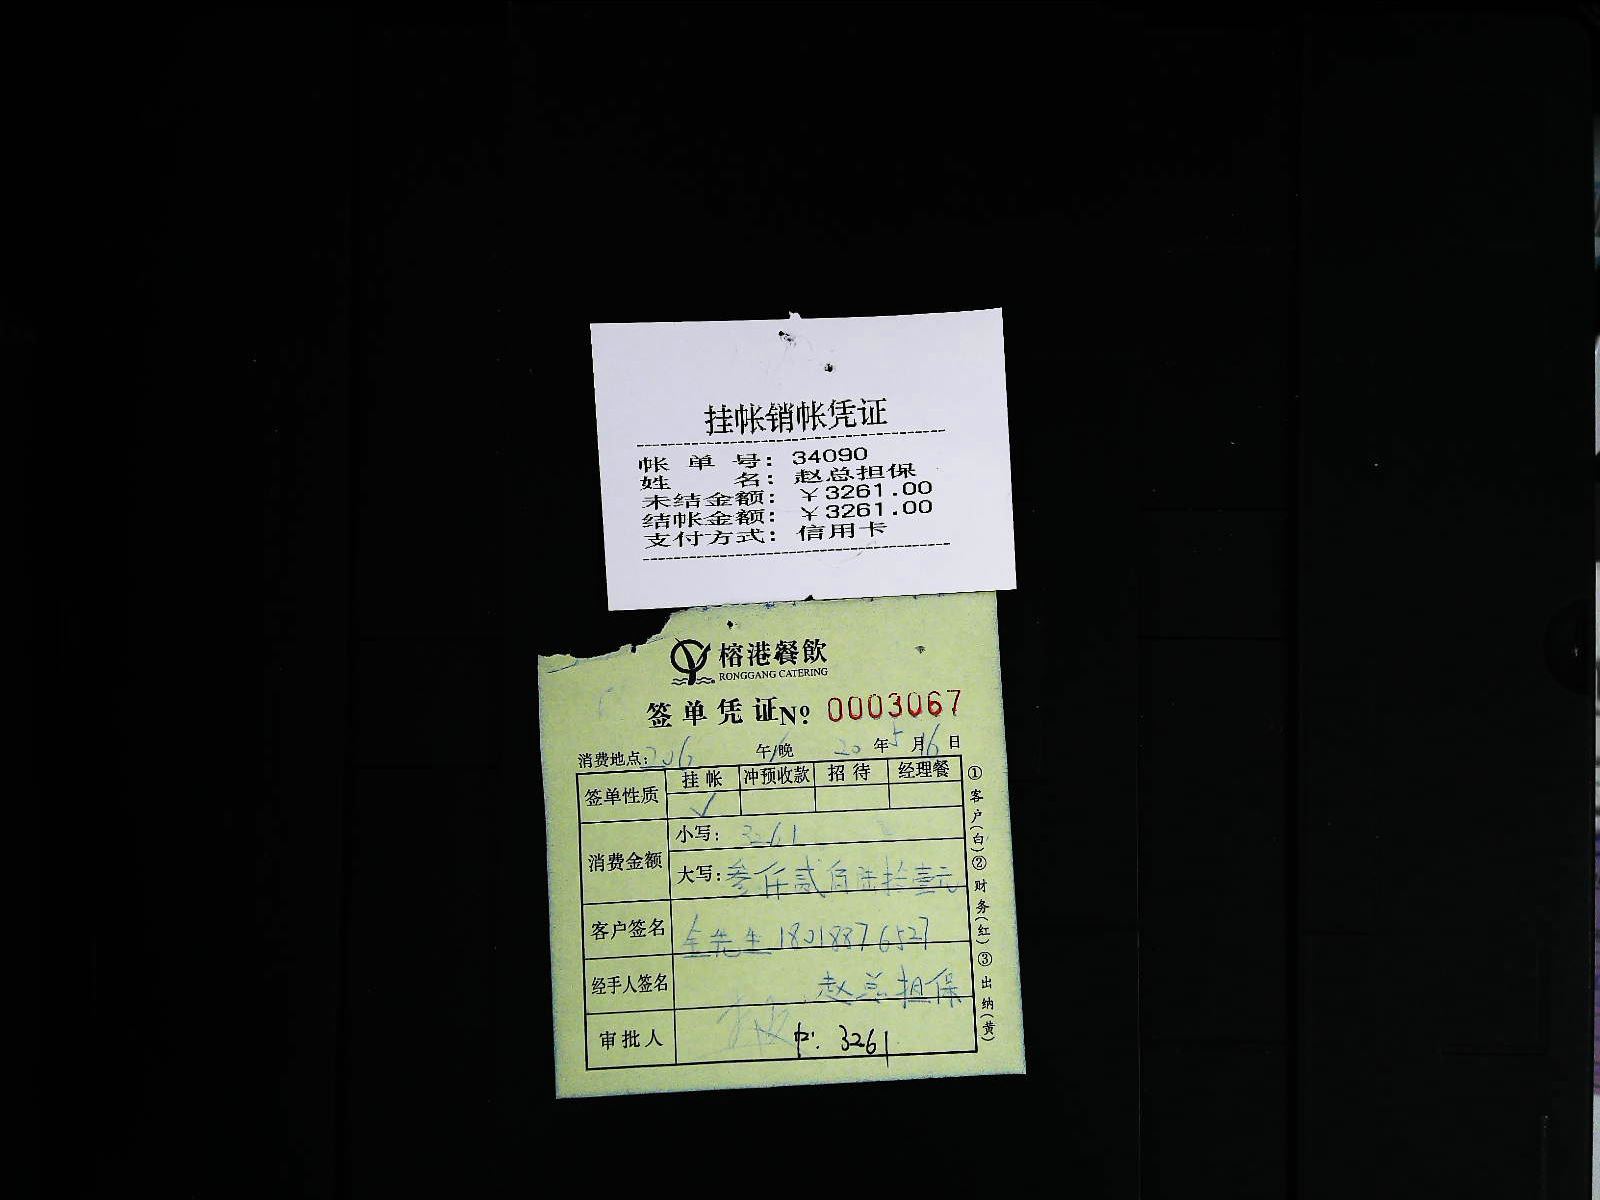 挂帐销帐凭证
帐单号：34090
姓名：赵总担保
未结金额：￥3261.00
结帐金额：￥3261.00
支付方式：信用卡
榕港餐飲
RONGGANG CATERING
签单凭证No 0003067
消费地点：206 午/晚 20年5月16日
签单性质 挂帐 冲预收款 招待 经理餐
✓
消费金额 小写：3261
大写：参仟贰佰陆拾壹元
客户签名 金先生 18018876527
经手人签名 赵总担保
审批人 3261
①客户(白)②财务(红)③出纳(黄)